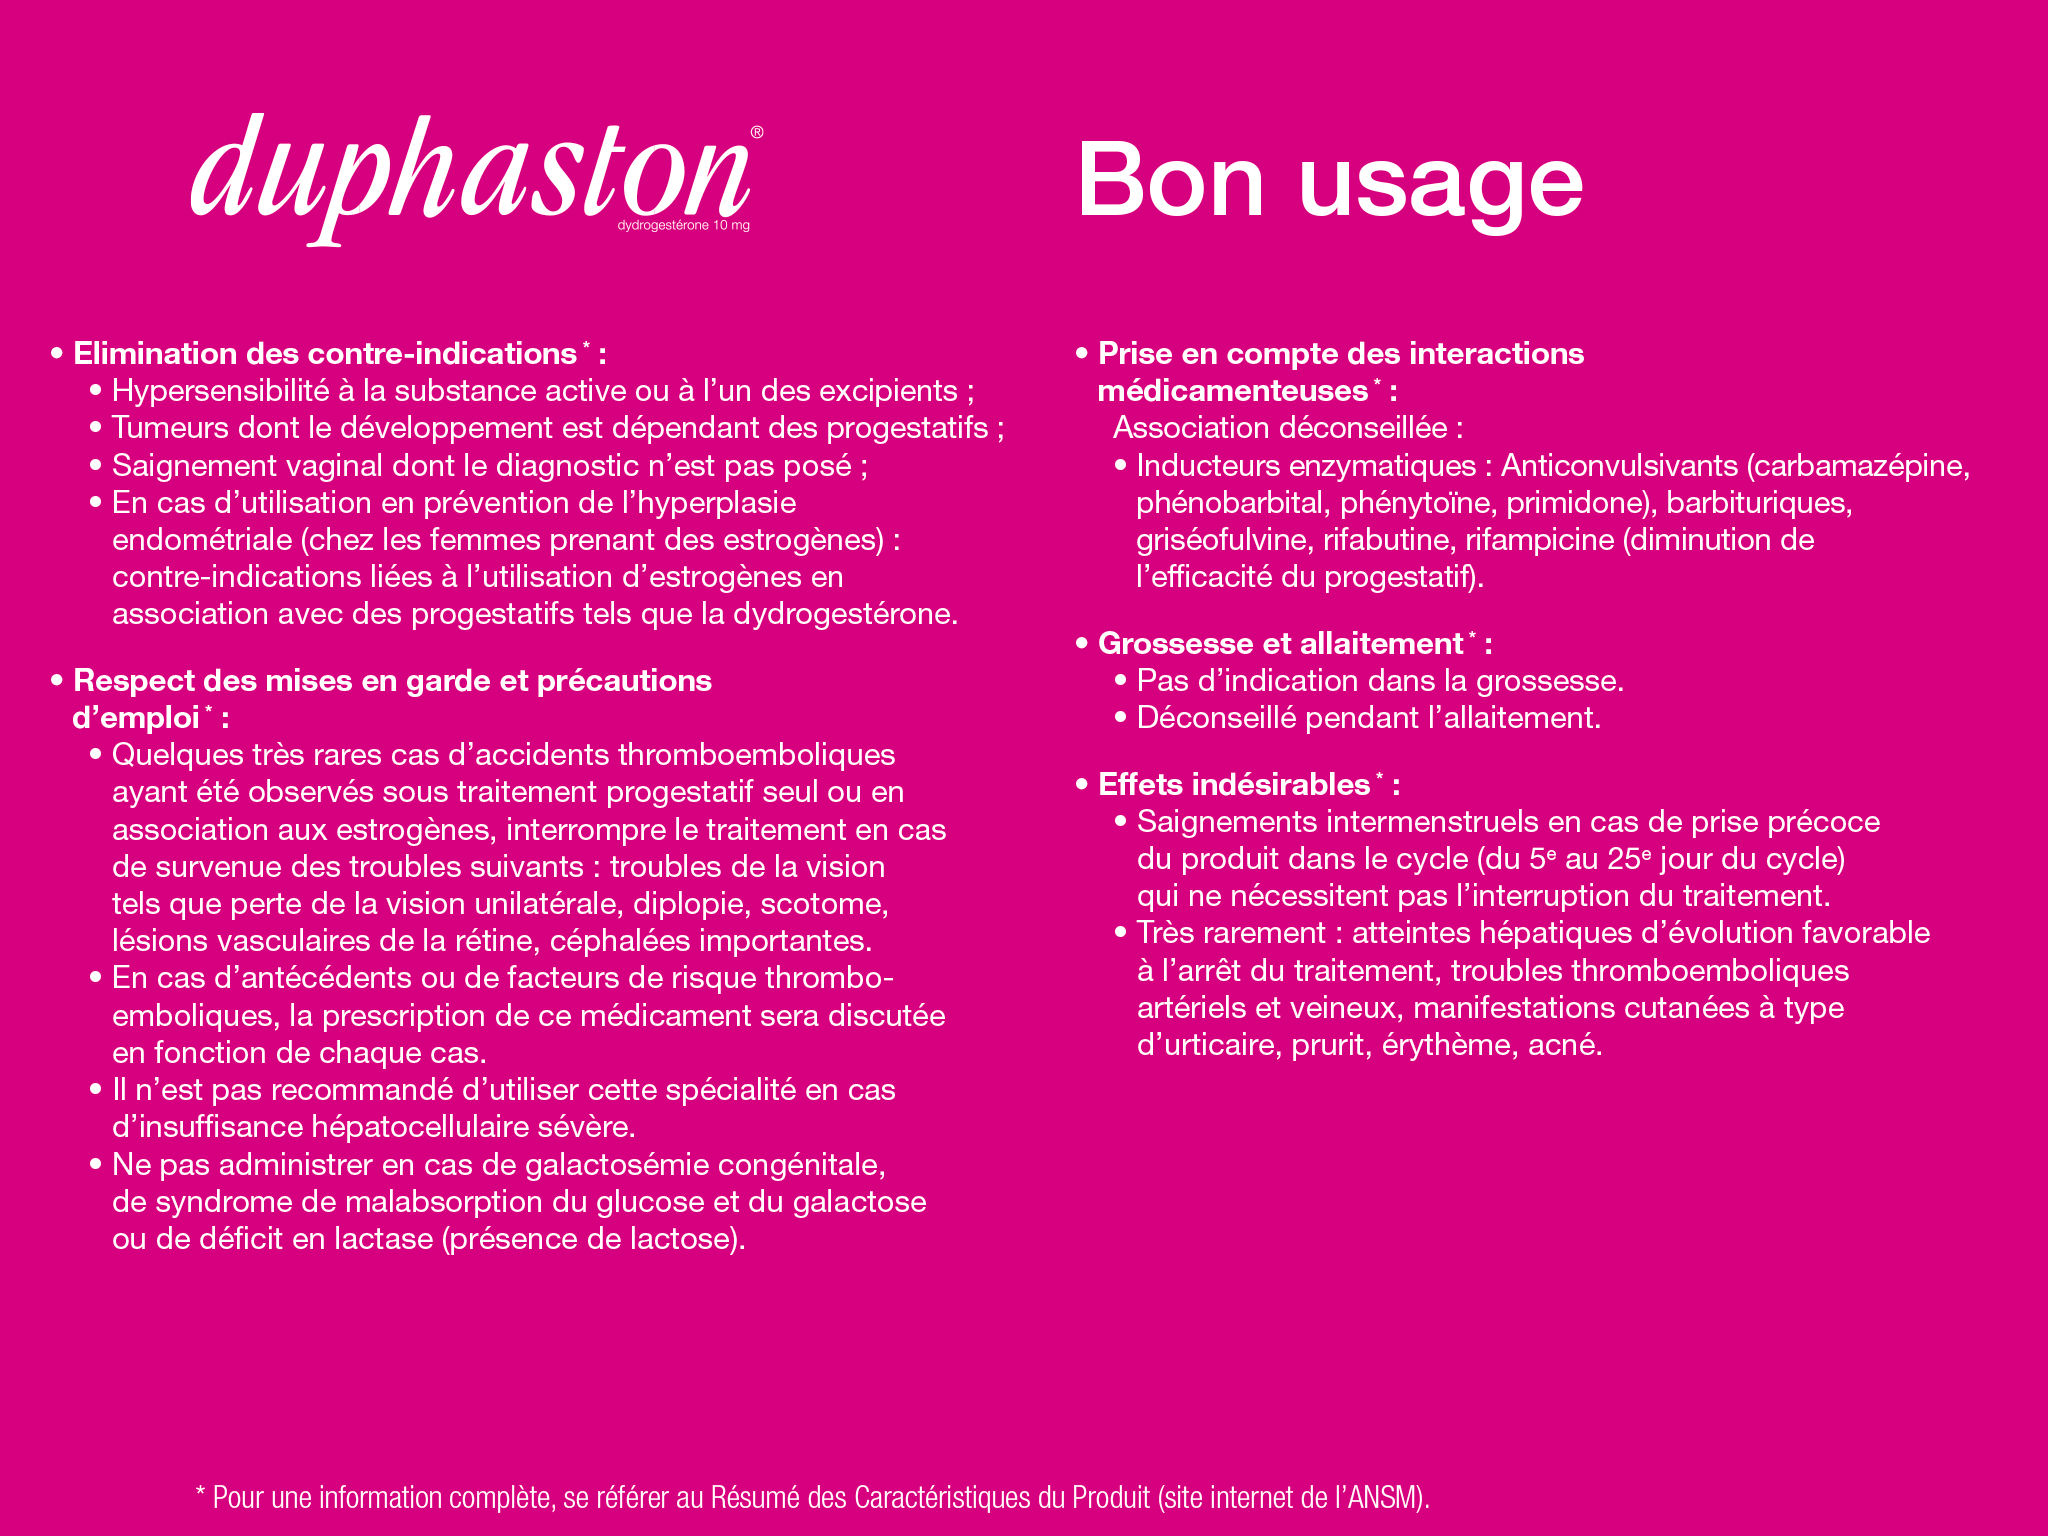 duphaston®
dydrogestérone 10 mg
Bon usage
• Elimination des contre-indications * :
• Hypersensibilité à la substance active ou à l’un des excipients ;
• Tumeurs dont le développement est dépendant des progestatifs ;
• Saignement vaginal dont le diagnostic n’est pas posé ;
• En cas d’utilisation en prévention de l’hyperplasie
endométriale (chez les femmes prenant des estrogènes) :
contre-indications liées à l’utilisation d’estrogènes en
association avec des progestatifs tels que la dydrogestérone.
• Respect des mises en garde et précautions
d’emploi * :
• Quelques très rares cas d’accidents thromboemboliques
ayant été observés sous traitement progestatif seul ou en
association aux estrogènes, interrompre le traitement en cas
de survenue des troubles suivants : troubles de la vision
tels que perte de la vision unilatérale, diplopie, scotome,
lésions vasculaires de la rétine, céphalées importantes.
• En cas d’antécédents ou de facteurs de risque thrombo-
emboliques, la prescription de ce médicament sera discutée
en fonction de chaque cas.
• Il n’est pas recommandé d’utiliser cette spécialité en cas
d’insuffisance hépatocellulaire sévère.
• Ne pas administrer en cas de galactosémie congénitale,
de syndrome de malabsorption du glucose et du galactose
ou de déficit en lactase (présence de lactose).
• Prise en compte des interactions
médicamenteuses * :
Association déconseillée :
• Inducteurs enzymatiques : Anticonvulsivants (carbamazépine,
phénobarbital, phénytoïne, primidone), barbituriques,
griséofulvine, rifabutine, rifampicine (diminution de
l’efficacité du progestatif).
• Grossesse et allaitement * :
• Pas d’indication dans la grossesse.
• Déconseillé pendant l’allaitement.
• Effets indésirables * :
• Saignements intermenstruels en cas de prise précoce
du produit dans le cycle (du 5e au 25e jour du cycle)
qui ne nécessitent pas l’interruption du traitement.
• Très rarement : atteintes hépatiques d’évolution favorable
à l’arrêt du traitement, troubles thromboemboliques
artériels et veineux, manifestations cutanées à type
d’urticaire, prurit, érythème, acné.
* Pour une information complète, se référer au Résumé des Caractéristiques du Produit (site internet de l’ANSM).